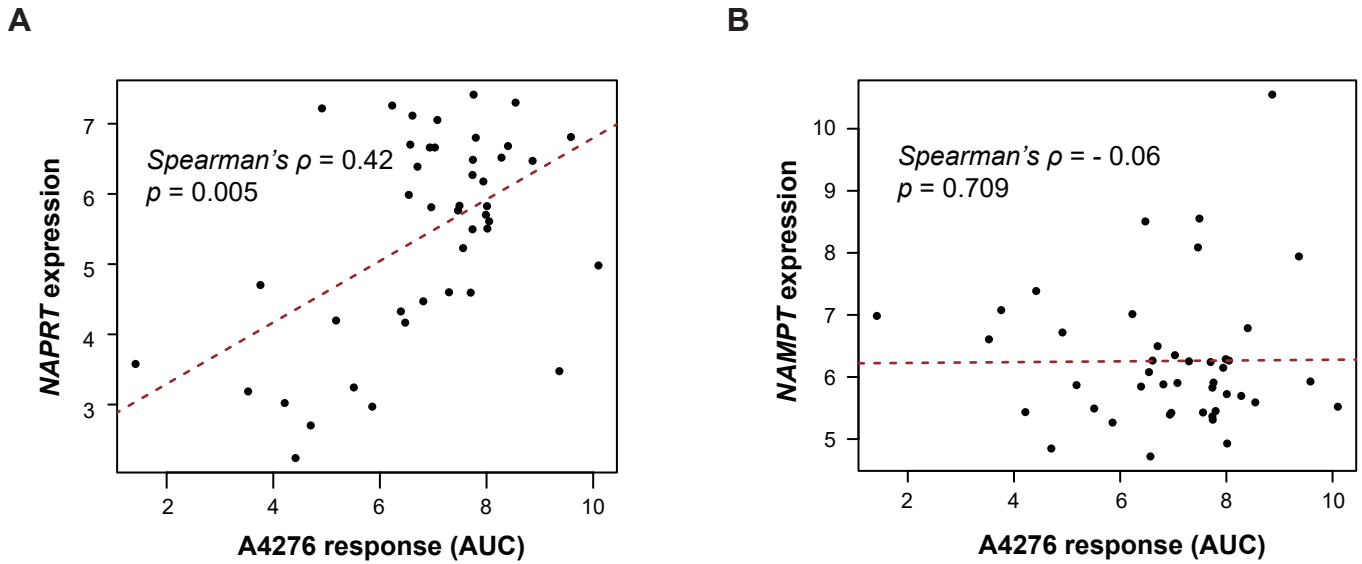 A
NAPRT expression
7
6
5
4
3
Spearman's ρ = 0.42
p = 0.005
2
4
6
8
10
A4276 response (AUC)
B
NAMPT expression
10
9
8
7
6
5
Spearman's ρ = - 0.06
p = 0.709
2
4
6
8
10
A4276 response (AUC)